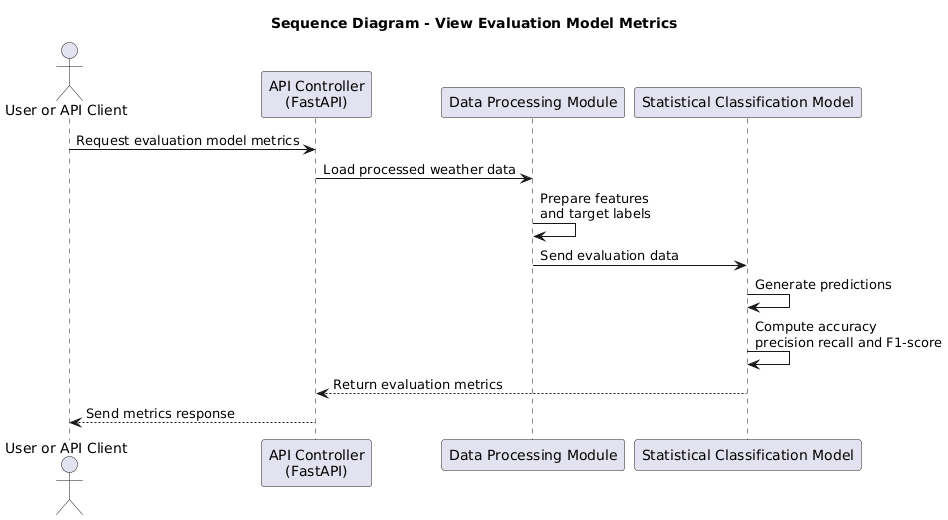 Sequence Diagram - View Evaluation Model Metrics
User or API Client
API Controller
(FastAPI)
Data Processing Module
Statistical Classification Model
Request evaluation model metrics
Load processed weather data
Prepare features
and target labels
Send evaluation data
Generate predictions
Compute accuracy
precision recall and F1-score
Return evaluation metrics
Send metrics response
User or API Client
API Controller
(FastAPI)
Data Processing Module
Statistical Classification Model